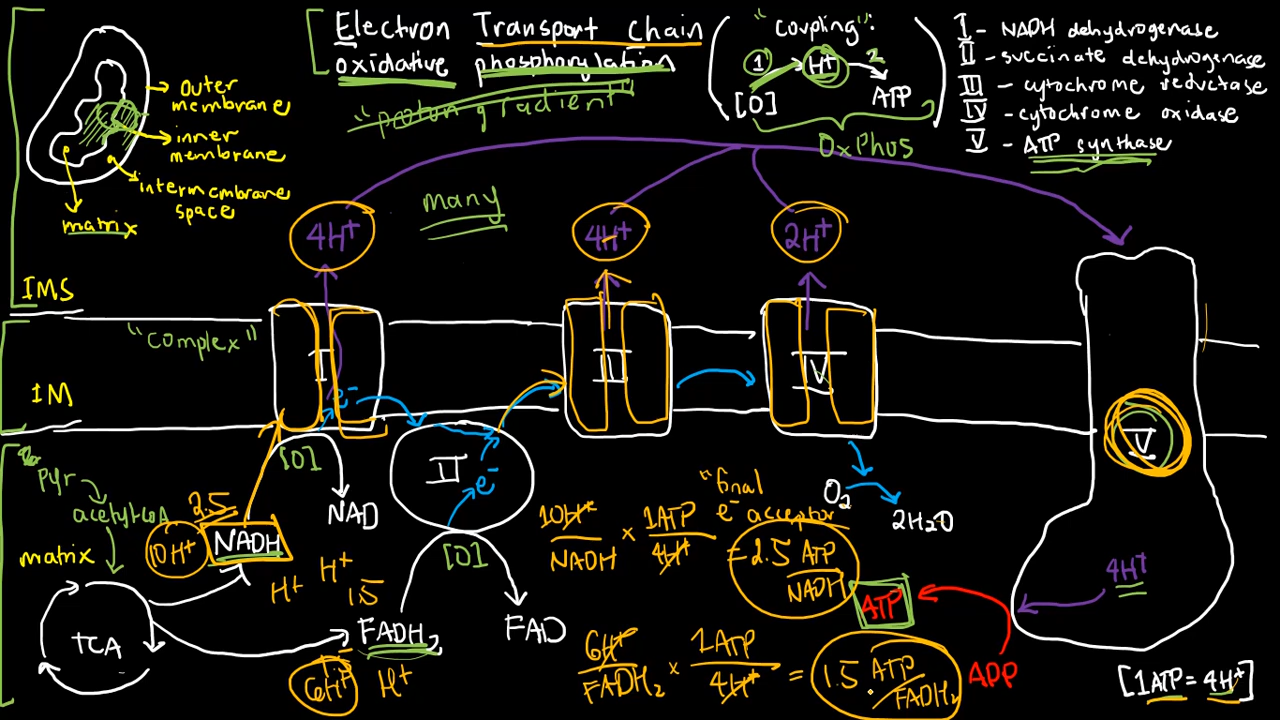 Electron Transport Chain
oxidative phosphorylation
"proton gradient"
"coupling":
1 H+ 2
[O] ATP
OxPhos
I - NADH dehydrogenase
II - succinate dehydrogenase
III - cytochrome reductase
IV - cytochrome oxidase
V - ATP synthase
outer
membrane
inner
membrane
intermembrane
space
matrix
many
4H+
4H+
2H+
IMS
"complex"
IM
I
e-
II
e-
III
IV
V
[O]
NAD
Pyr
acetyl CoA
matrix
2.5
10H+
NADH
H+ H+
1.5
TCA
FADH2
6H+
H+
[O]
FAD
O2
2H2O
"final
e- acceptor
10H+ / NADH × 1ATP / 4H+ = 2.5 ATP / NADH
6H+ / FADH2 × 1ATP / 4H+ = 1.5 ATP / FADH2
ATP
ADP
4H+
[1ATP = 4H+]